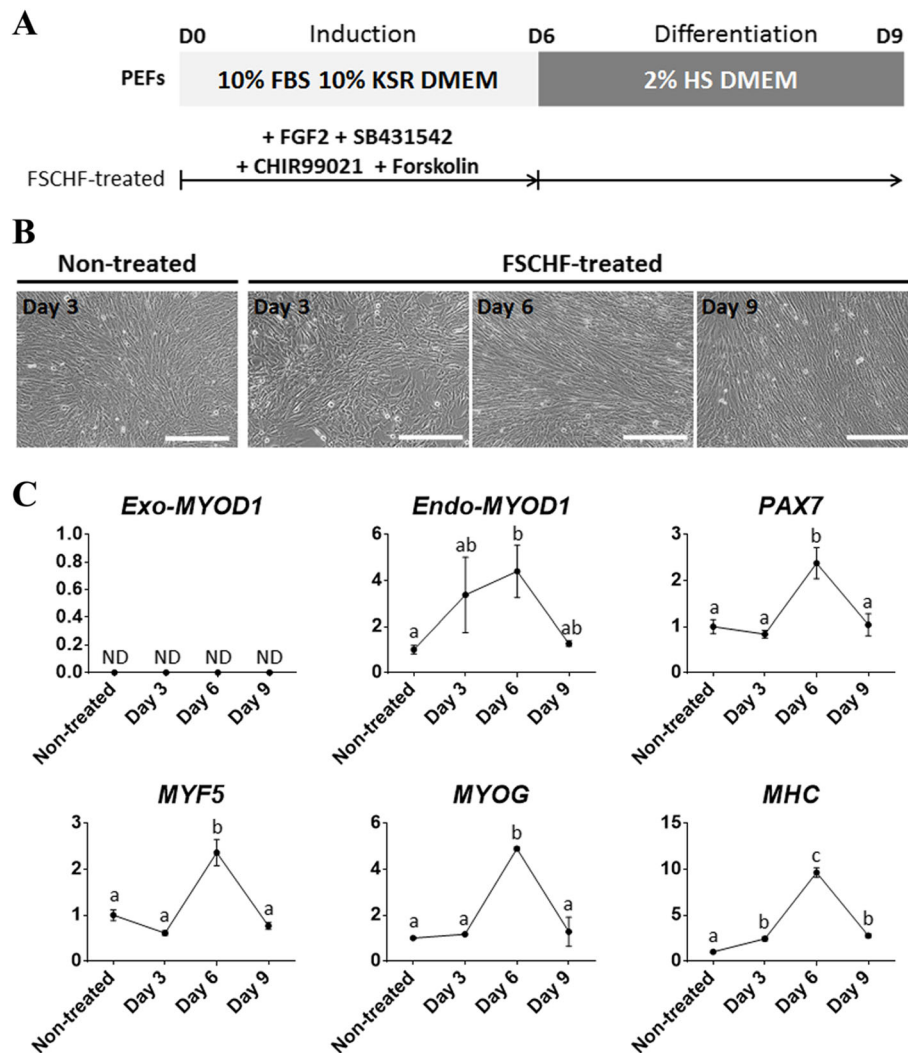 A
D0 Induction D6 Differentiation D9
PEFs 10% FBS 10% KSR DMEM 2% HS DMEM
+ FGF2 + SB431542
FSCHF-treated + CHIR99021 + Forskolin
B
Non-treated FSCHF-treated
Day 3 Day 3 Day 6 Day 9
C
Exo-MYOD1
1.0
0.8
0.6
0.4
0.2
0.0
ND ND ND ND
Non-treated Day 3 Day 6 Day 9
Endo-MYOD1
6
4
2
0
a ab b ab
Non-treated Day 3 Day 6 Day 9
PAX7
3
2
1
0
a a b a
Non-treated Day 3 Day 6 Day 9
MYF5
3
2
1
0
a a b a
Non-treated Day 3 Day 6 Day 9
MYOG
6
4
2
0
a a b a
Non-treated Day 3 Day 6 Day 9
MHC
15
10
5
0
a b c b
Non-treated Day 3 Day 6 Day 9